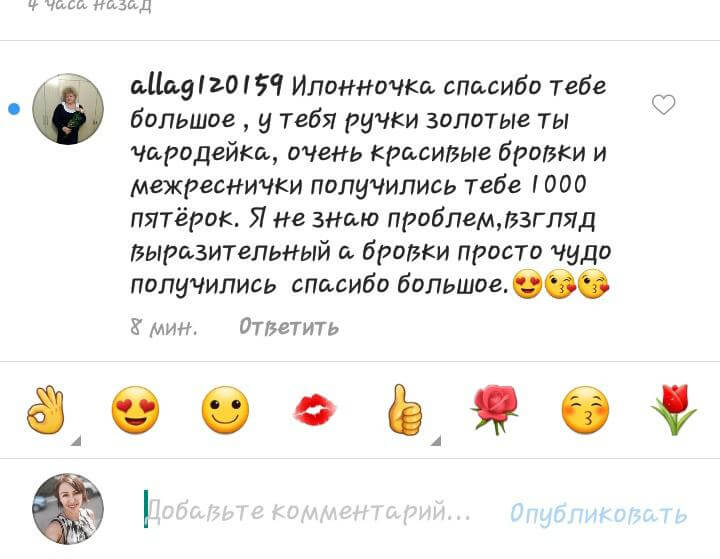 4 часа назад
allag120159 Илонночка спасибо тебе
большое , у тебя ручки золотые ты
чародейка, очень красивые бровки и
межреснички получились тебе 1000
пятёрок. Я не знаю проблем,взгляд
выразительный а бровки просто чудо
получились спасибо большое.😍😘😘
8 мин. Ответить
Добавьте комментарий... Опубликовать